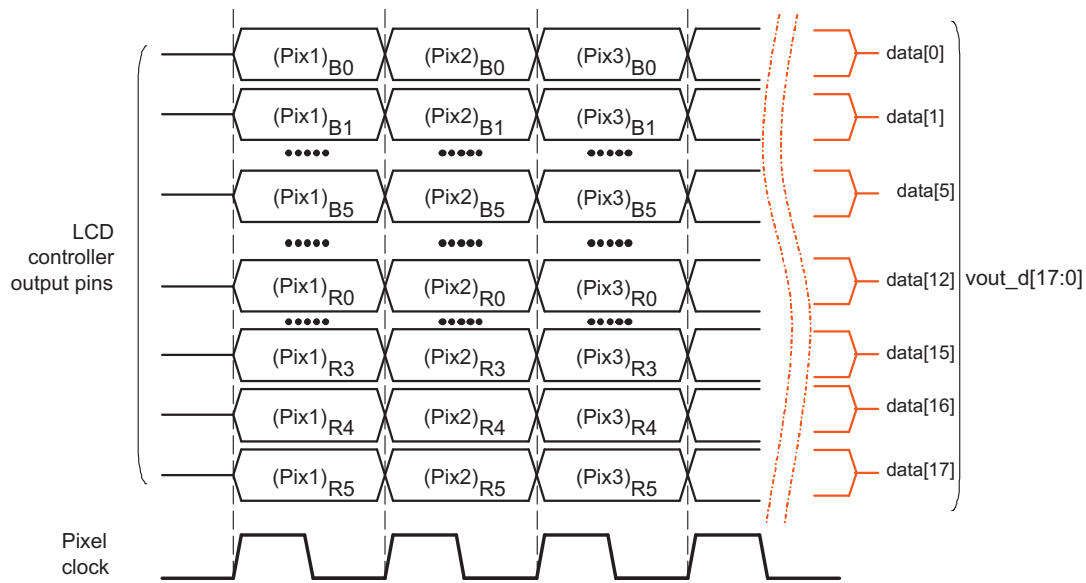 (Pix1)B0 (Pix2)B0 (Pix3)B0 data[0]
(Pix1)B1 (Pix2)B1 (Pix3)B1 data[1]
(Pix1)B5 (Pix2)B5 (Pix3)B5 data[5]
LCD
controller
output pins
(Pix1)R0 (Pix2)R0 (Pix3)R0 data[12] vout_d[17:0]
(Pix1)R3 (Pix2)R3 (Pix3)R3 data[15]
(Pix1)R4 (Pix2)R4 (Pix3)R4 data[16]
(Pix1)R5 (Pix2)R5 (Pix3)R5 data[17]
Pixel
clock